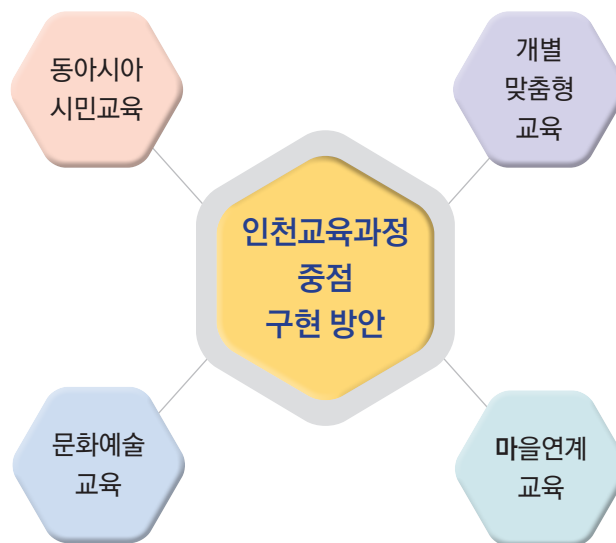 동아시아
시민교육
개별
맞춤형
교육
인천교육과정
중점
구현 방안
문화예술
교육
마을연계
교육